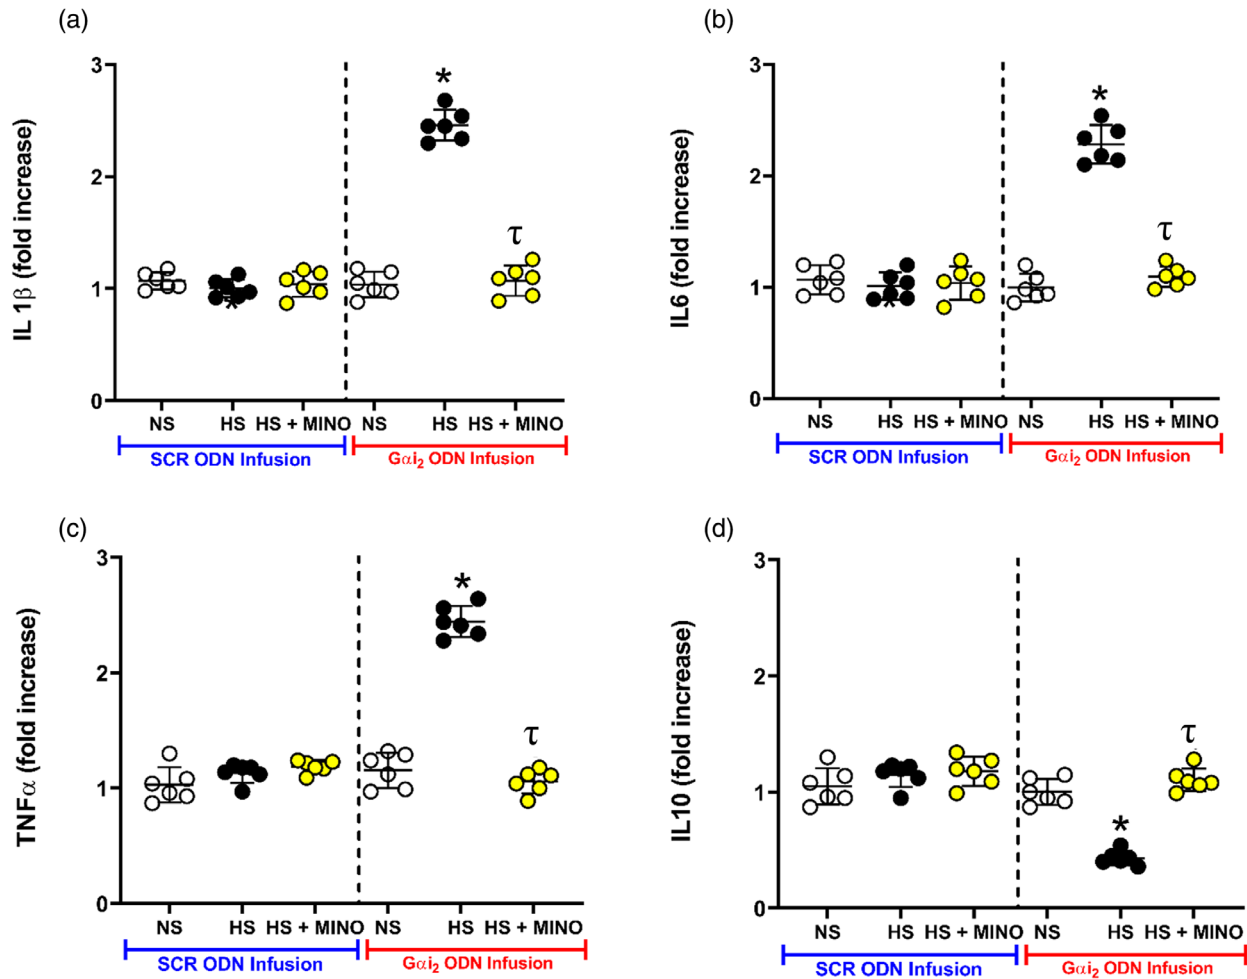 (a)
IL 1β (fold increase)
3
2
1
0
*
*
τ
NS HS HS + MINO NS HS HS + MINO
SCR ODN Infusion Gαi₂ ODN Infusion
(b)
IL6 (fold increase)
3
2
1
0
*
*
τ
NS HS HS + MINO NS HS HS + MINO
SCR ODN Infusion Gαi₂ ODN Infusion
(c)
TNFα (fold increase)
3
2
1
0
*
τ
NS HS HS + MINO NS HS HS + MINO
SCR ODN Infusion Gαi₂ ODN Infusion
(d)
IL10 (fold increase)
3
2
1
0
τ
*
NS HS HS + MINO NS HS HS + MINO
SCR ODN Infusion Gαi₂ ODN Infusion